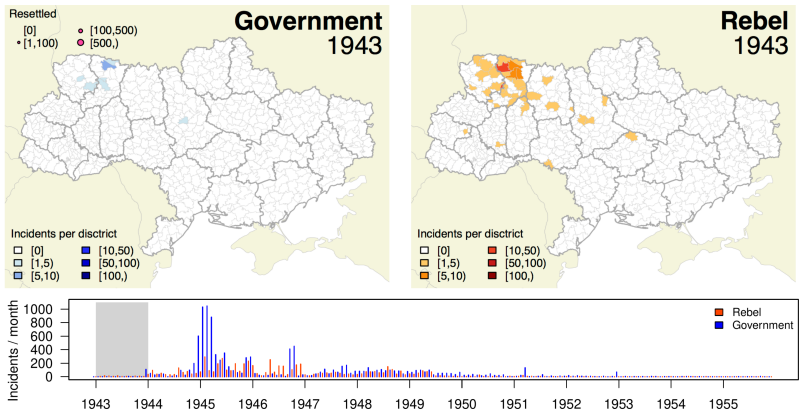 Government
1943
Resettled
[0] [100,500)
[1,100) [500,)
Incidents per disctrict
[0] [10,50)
[1,5) [50,100)
[5,10) [100,)
Rebel
1943
Incidents per disctrict
[0] [10,50)
[1,5) [50,100)
[5,10) [100,)
Incidents / month
1000
800
600
400
200
0
Rebel
Government
1943 1944 1945 1946 1947 1948 1949 1950 1951 1952 1953 1954 1955